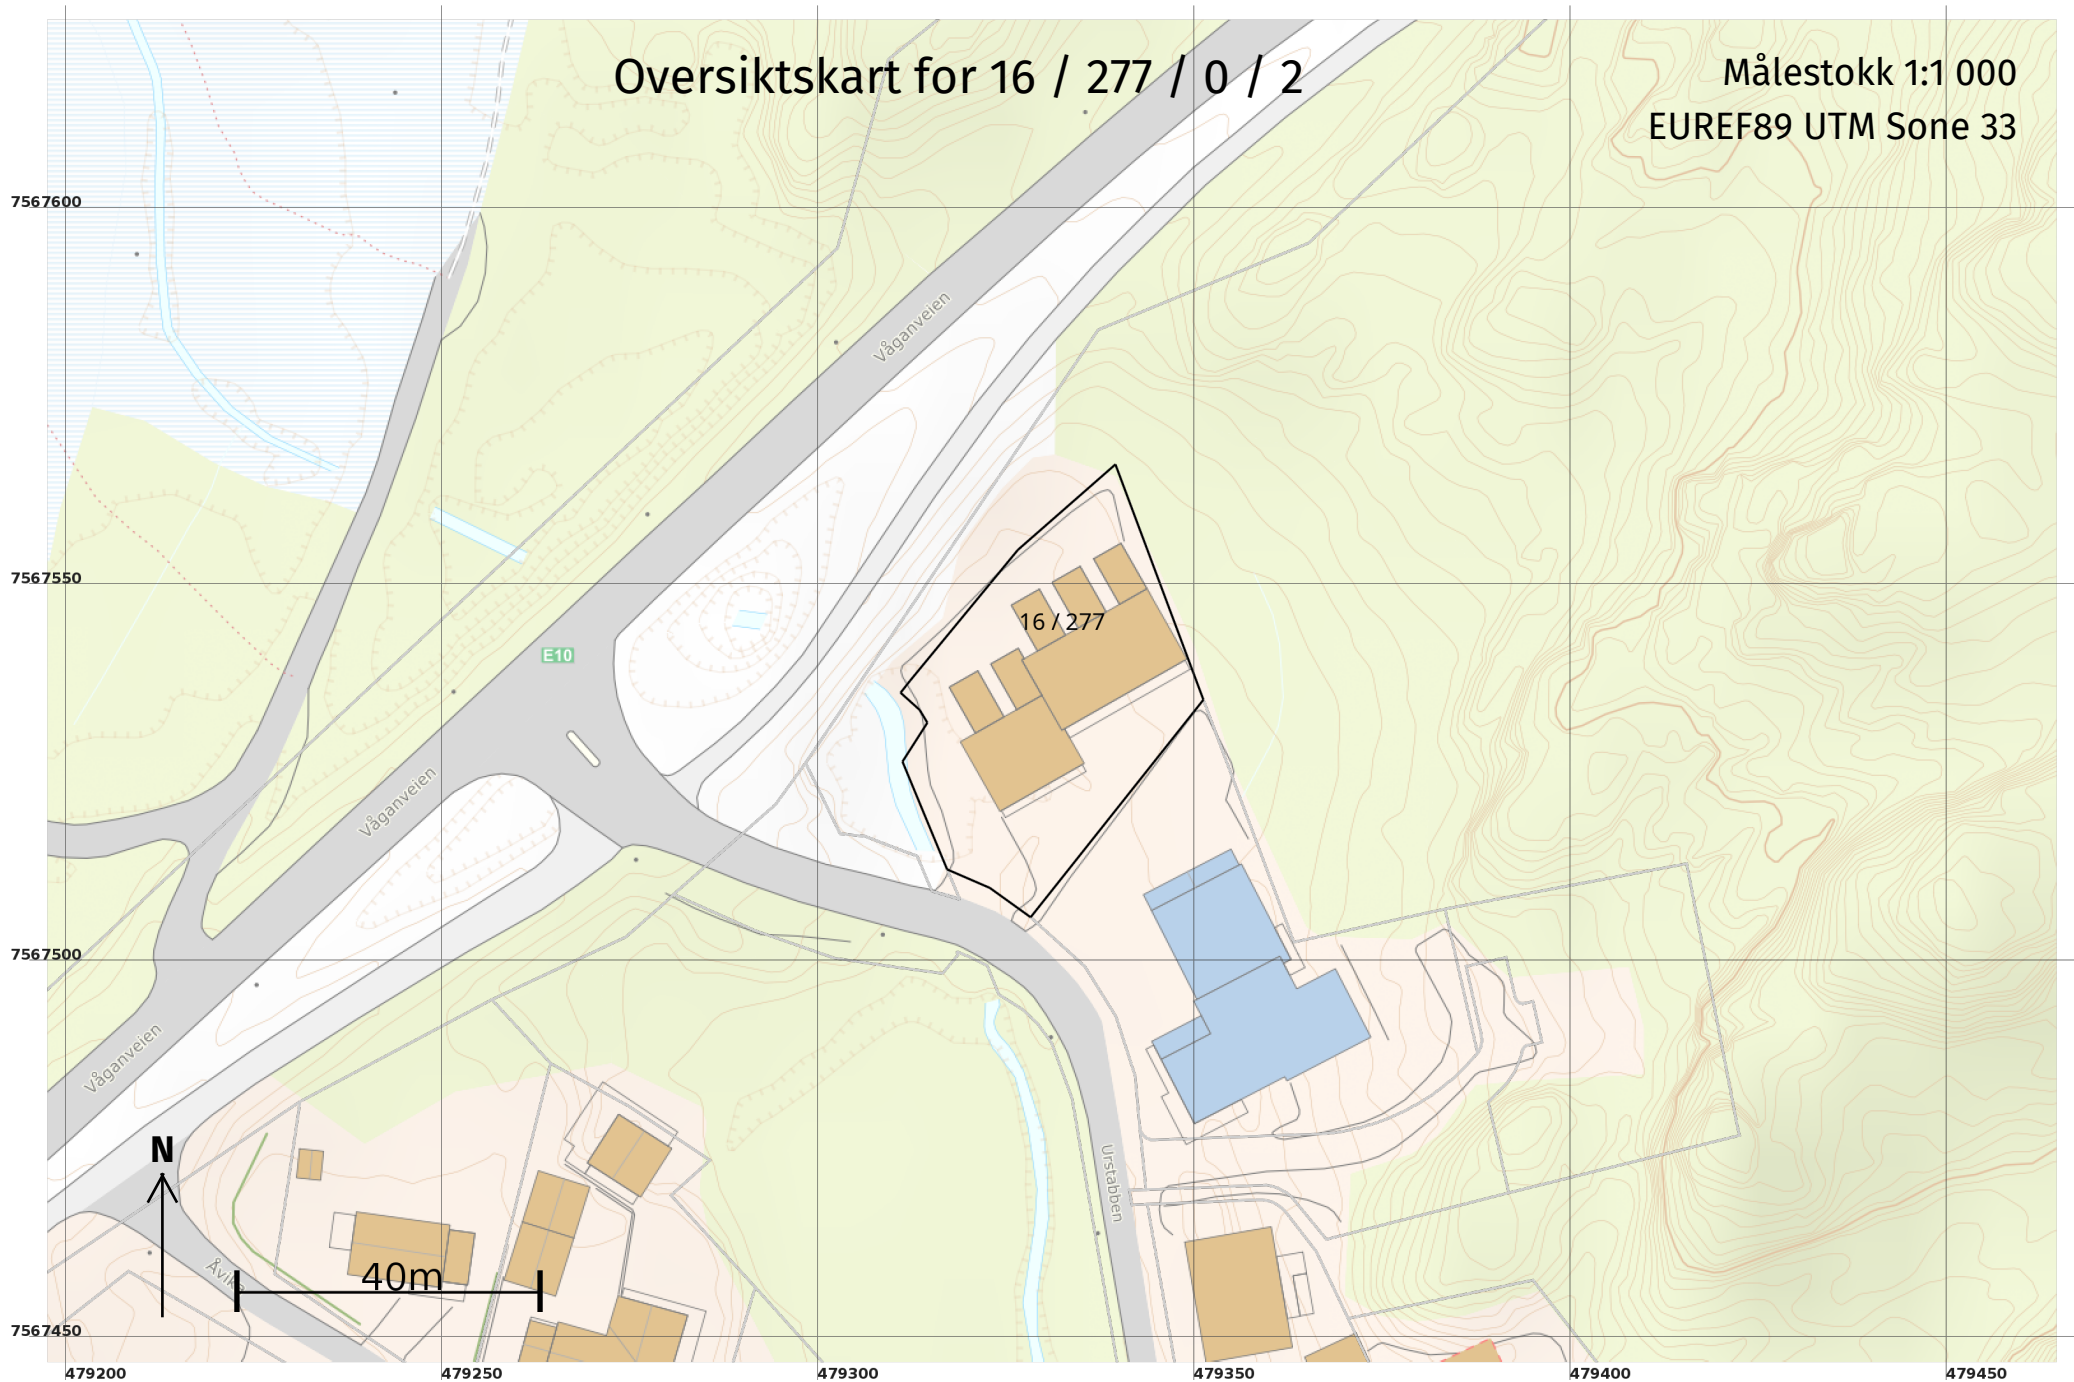 Oversiktskart for 16 / 277 / 0 / 2
Målestokk 1:1 000
EUREF89 UTM Sone 33
7567600
Våganveien
7567550
16 / 277
E10
Våganveien
7567500
Våganveien
N
Urstabben
40m
7567450
479200
479250
479300
479350
479400
479450